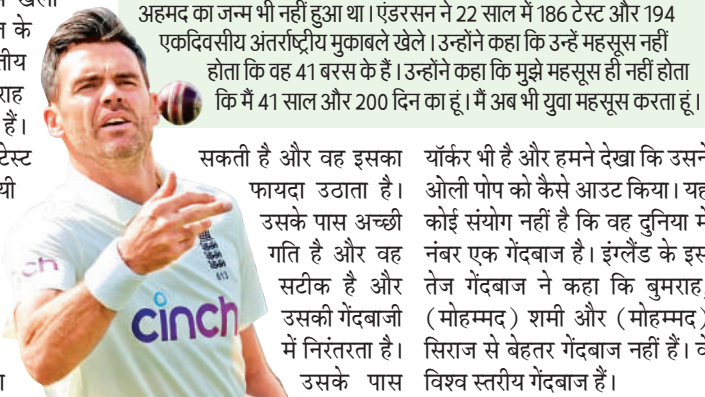 अहमद का जन्म भी नहीं हुआ था। एंडरसन ने 22 साल में 186 टेस्ट और 194
एकदिवसीय अंतर्राष्ट्रीय मुकाबले खेले। उन्होंने कहा कि उन्हें महसूस नहीं
होता कि वह 41 बरस के हैं। उन्होंने कहा कि मुझे महसूस ही नहीं होता
कि मैं 41 साल और 200 दिन का हूं। मैं अब भी युवा महसूस करता हूं।
के
हैं।
सकती है और वह इसका
फायदा उठाता है।
उसके पास अच्छी
गति है और वह
सटीक है और
उसकी गेंदबाजी
में निरंतरता है।
उसके पास
यॉर्कर भी है और हमने देखा कि उसने
ओली पोप को कैसे आउट किया। यह
कोई संयोग नहीं है कि वह दुनिया में
नंबर एक गेंदबाज है। इंग्लैंड के इस
तेज गेंदबाज ने कहा कि बुमराह,
(मोहम्मद) शमी और (मोहम्मद)
सिराज से बेहतर गेंदबाज नहीं हैं। वे
विश्व स्तरीय गेंदबाज हैं।
613
cinch